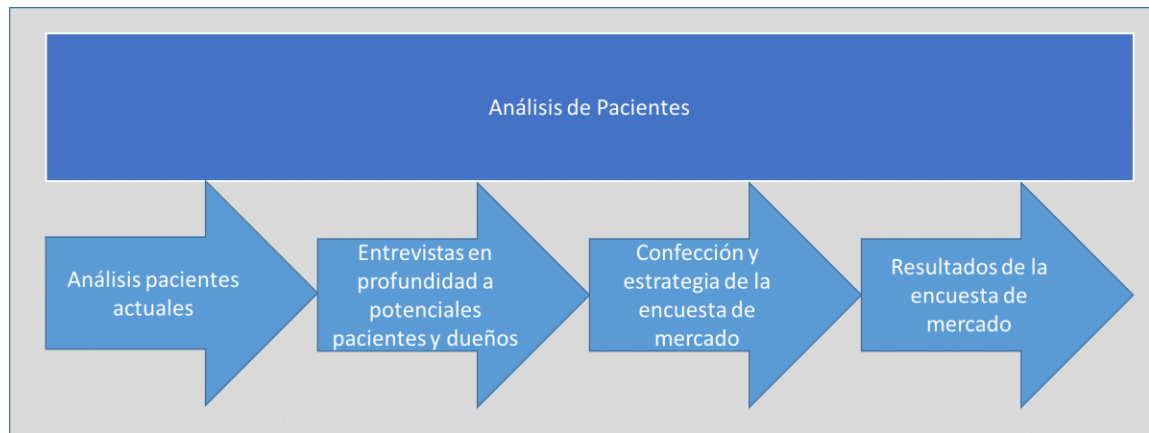 Análisis de Pacientes
Análisis pacientes
actuales
Entrevistas en
profundidad a
potenciales
pacientes y dueños
Confección y
estrategia de la
encuesta de
mercado
Resultados de la
encuesta de
mercado